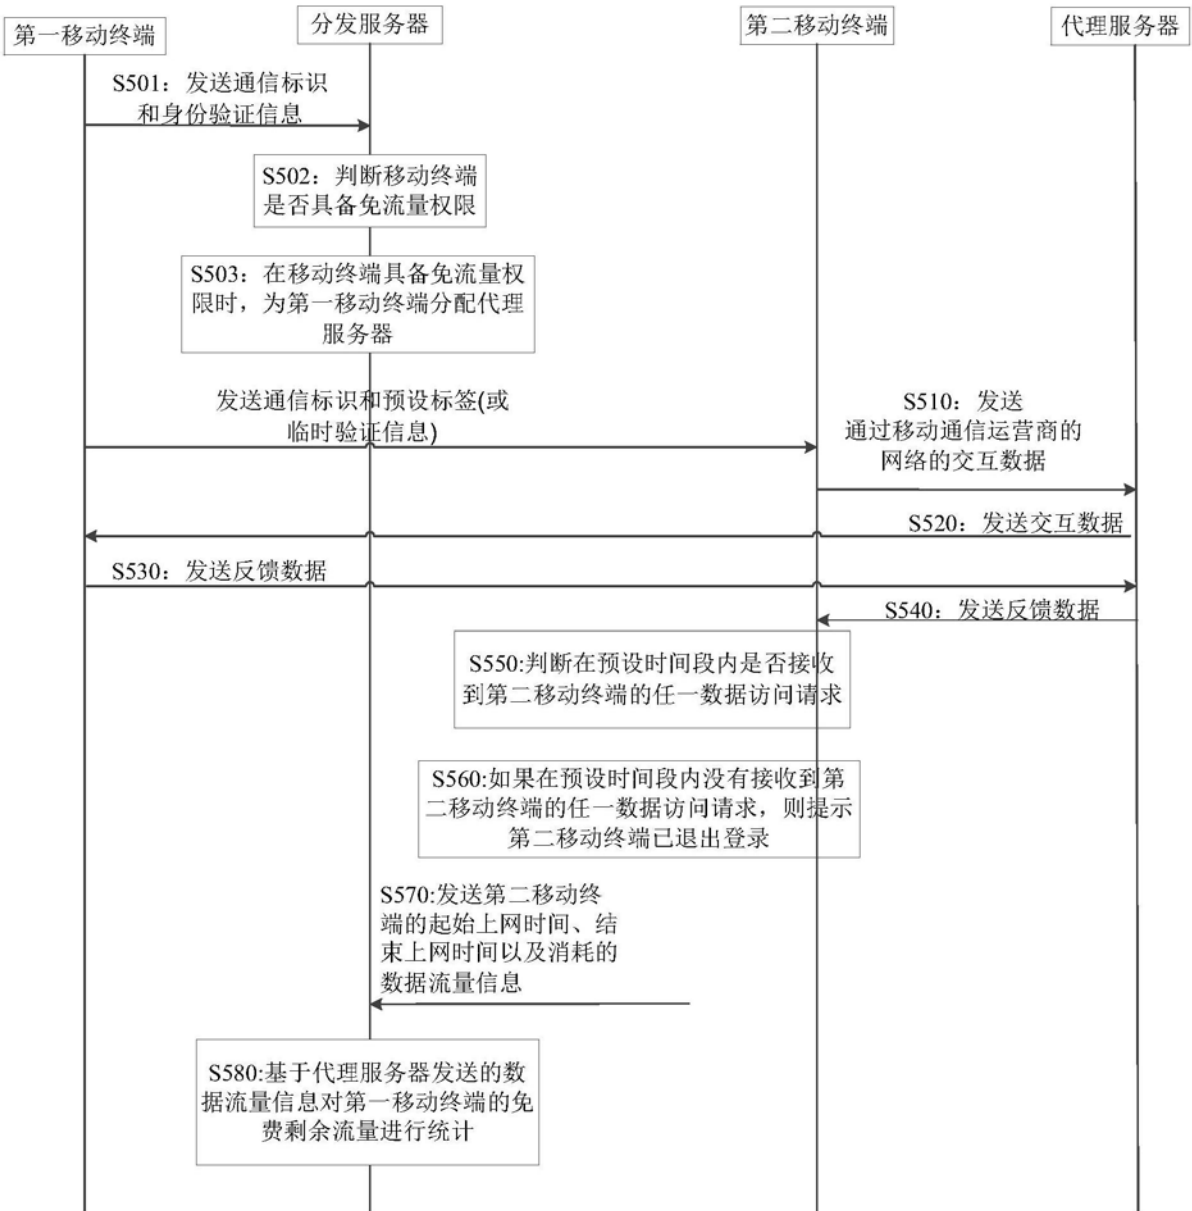 第一移动终端
分发服务器
第二移动终端
代理服务器
S501：发送通信标识
和身份验证信息
S502：判断移动终端
是否具备免流量权限
S503：在移动终端具备免流量权
限时，为第一移动终端分配代理
服务器
发送通信标识和预设标签(或
临时验证信息)
S510：发送
通过移动通信运营商的
网络的交互数据
S520：发送交互数据
S530：发送反馈数据
S540：发送反馈数据
S550:判断在预设时间段内是否接收
到第二移动终端的任一数据访问请求
S560:如果在预设时间段内没有接收到第
二移动终端的任一数据访问请求，则提示
第二移动终端已退出登录
S570:发送第二移动终
端的起始上网时间、结
束上网时间以及消耗的
数据流量信息
S580:基于代理服务器发送的数
据流量信息对第一移动终端的免
费剩余流量进行统计